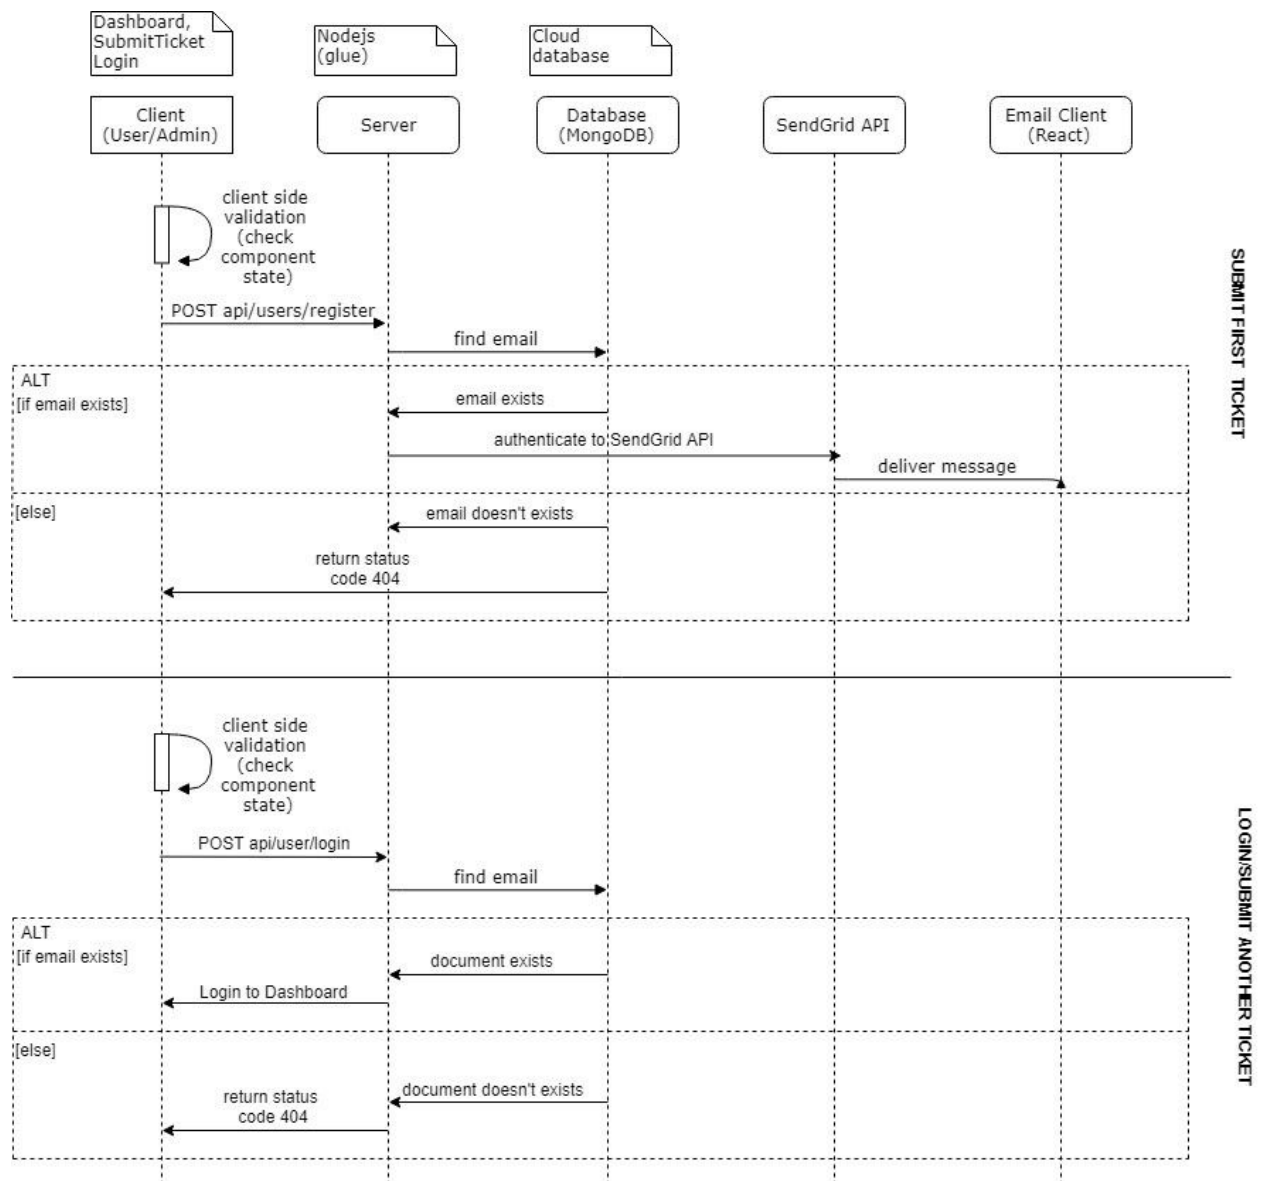 Dashboard,
SubmitTicket
Login
Nodejs
(glue)
Cloud
database
Client
(User/Admin)
Server
Database
(MongoDB)
SendGrid API
Email Client
(React)
client side
validation
(check
component
state)
POST api/users/register
find email
SUBMIT FIRST TICKET
ALT
[if email exists]
email exists
authenticate to SendGrid API
deliver message
[else]
email doesn't exists
return status
code 404
client side
validation
(check
component
state)
POST api/user/login
find email
LOGIN/SUBMIT ANOTHER TICKET
ALT
[if email exists]
document exists
Login to Dashboard
[else]
document doesn't exists
return status
code 404